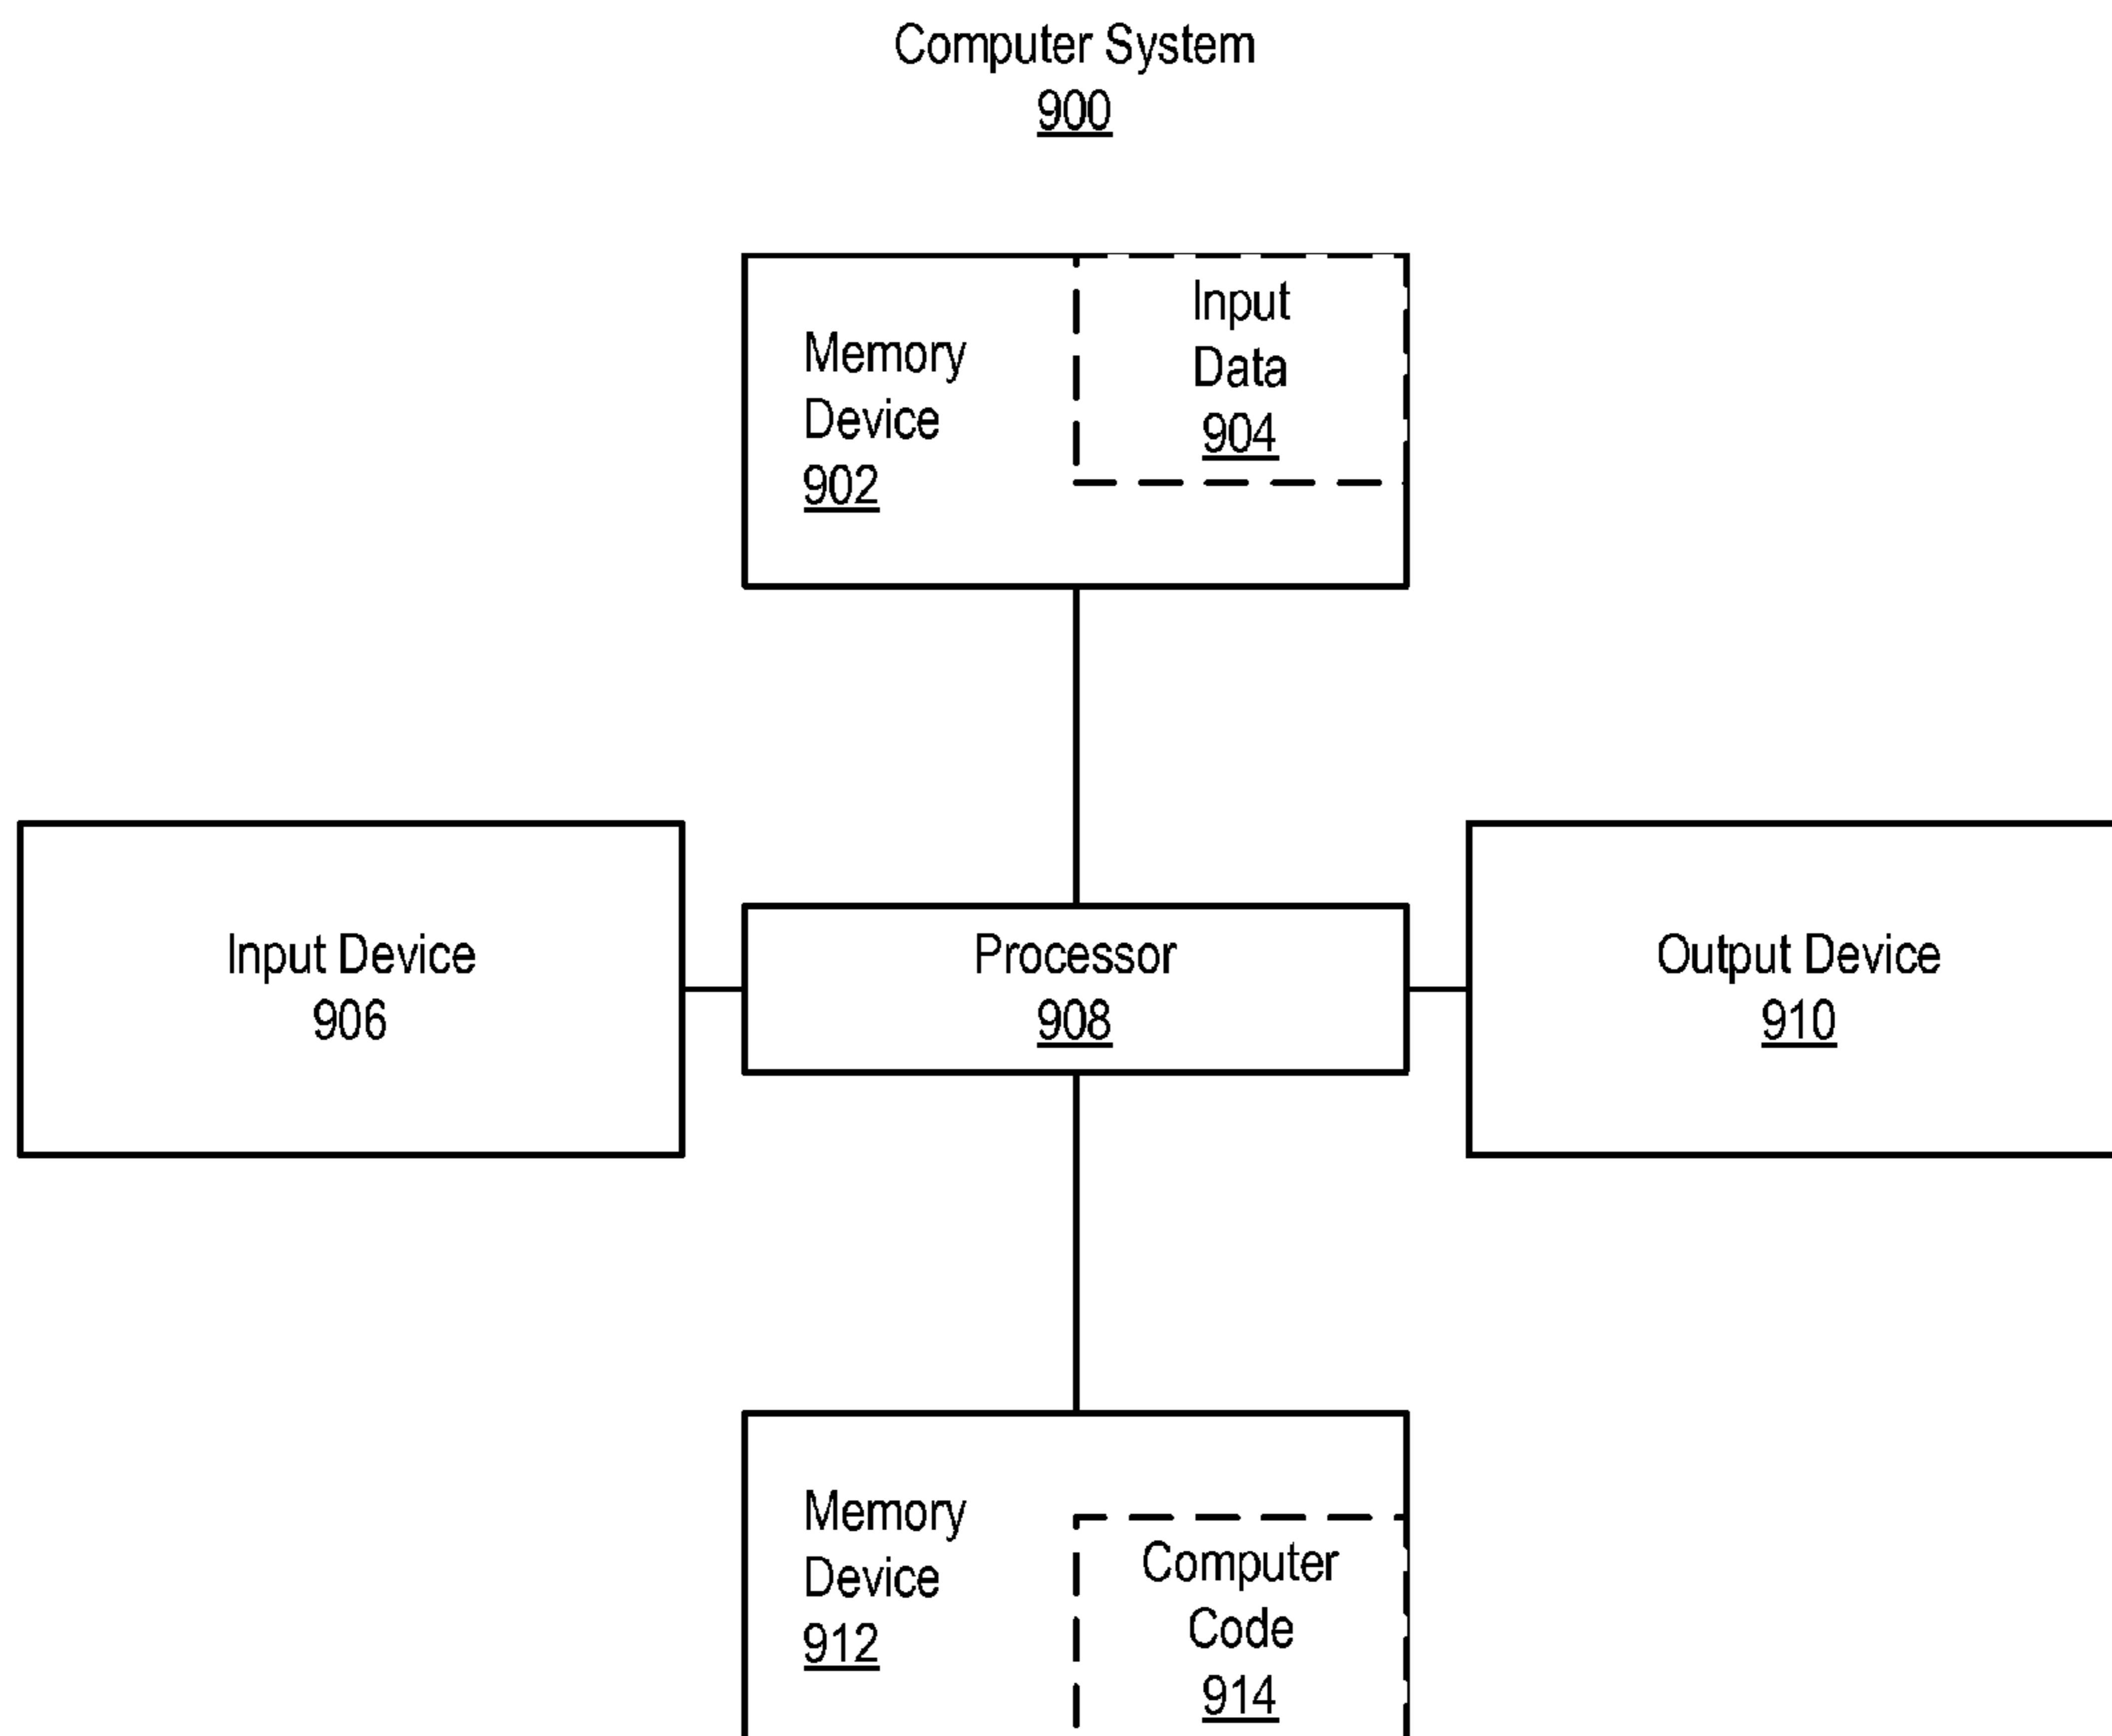 Computer System
900
Memory
Device
902
Input
Data
904
Input Device
906
Processor
908
Output Device
910
Memory
Device
912
Computer
Code
914